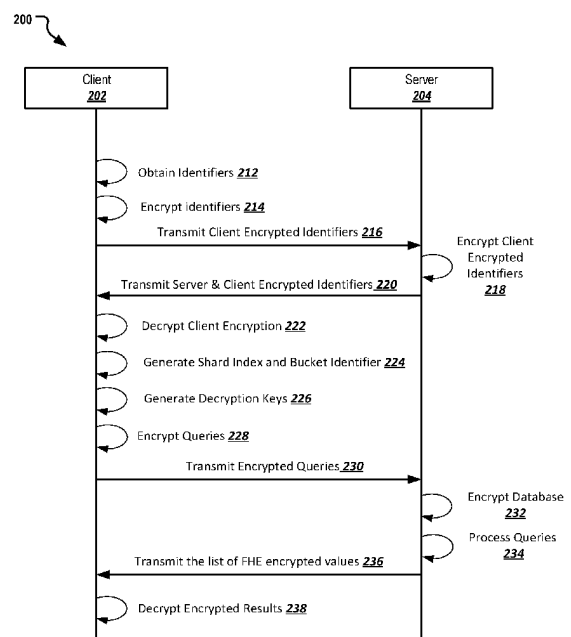 200
Client
202
Server
204
Obtain Identifiers 212
Encrypt identifiers 214
Transmit Client Encrypted Identifiers 216
Encrypt Client
Encrypted
Identifiers
218
Transmit Server & Client Encrypted Identifiers 220
Decrypt Client Encryption 222
Generate Shard Index and Bucket Identifier 224
Generate Decryption Keys 226
Encrypt Queries 228
Transmit Encrypted Queries 230
Encrypt Database
232
Process Queries
234
Transmit the list of FHE encrypted values 236
Decrypt Encrypted Results 238